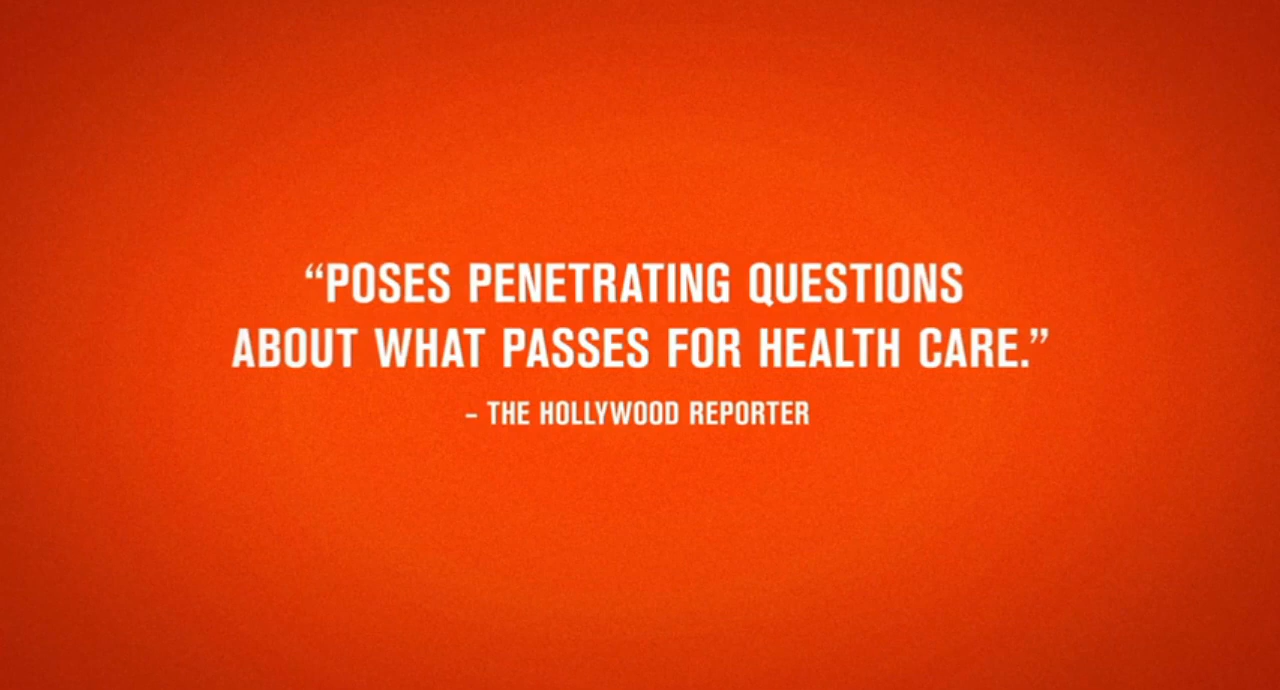 “POSES PENETRATING QUESTIONS
ABOUT WHAT PASSES FOR HEALTH CARE.”
– THE HOLLYWOOD REPORTER